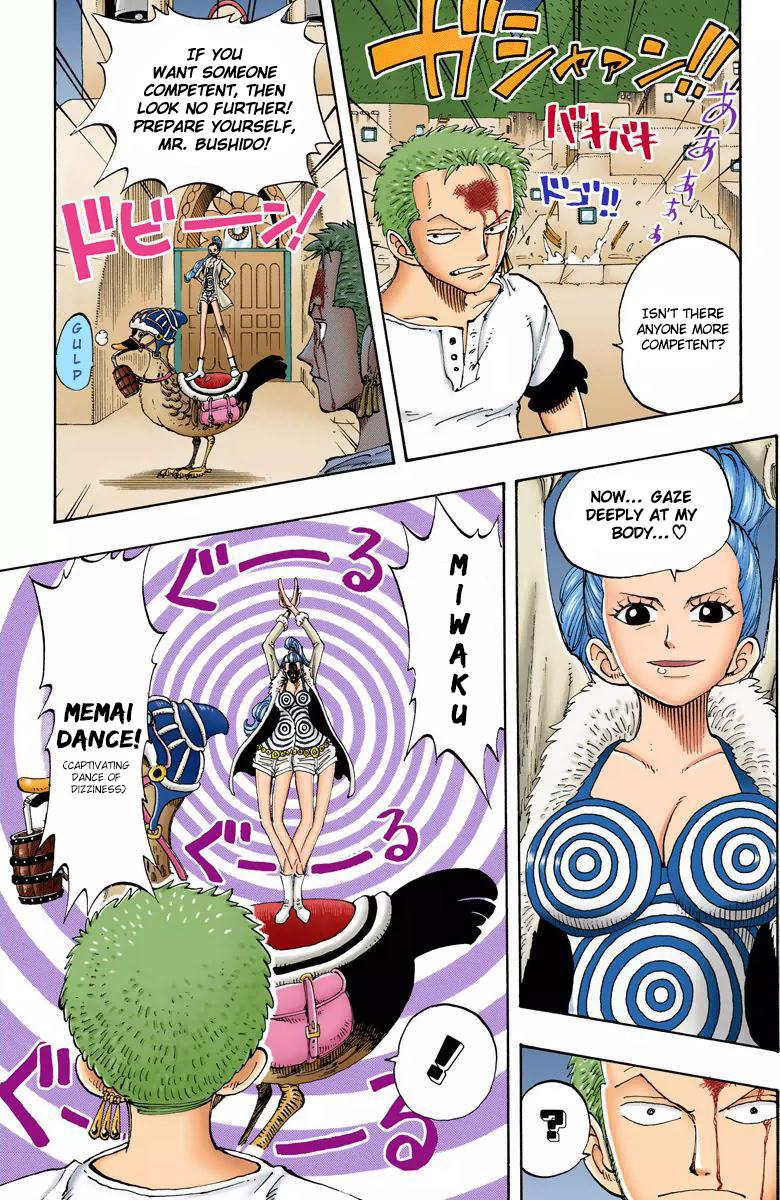 ガシャァン!!
バキバキ
ドゴ!!
ああぁぁぁ
ISN'T THERE
ANYONE MORE
COMPETENT?
IF YOU
WANT SOMEONE
COMPETENT, THEN
LOOK NO FURTHER!
PREPARE YOURSELF,
MR. BUSHIDO!
ドビーン!
GULP
NOW... GAZE
DEEPLY AT MY
BODY...♡
?
MIWAKU
ぐーーる
MEMAI
DANCE!
(CAPTIVATING
DANCE OF
DIZZINESS)
ぐーーる
!
ぐーーる